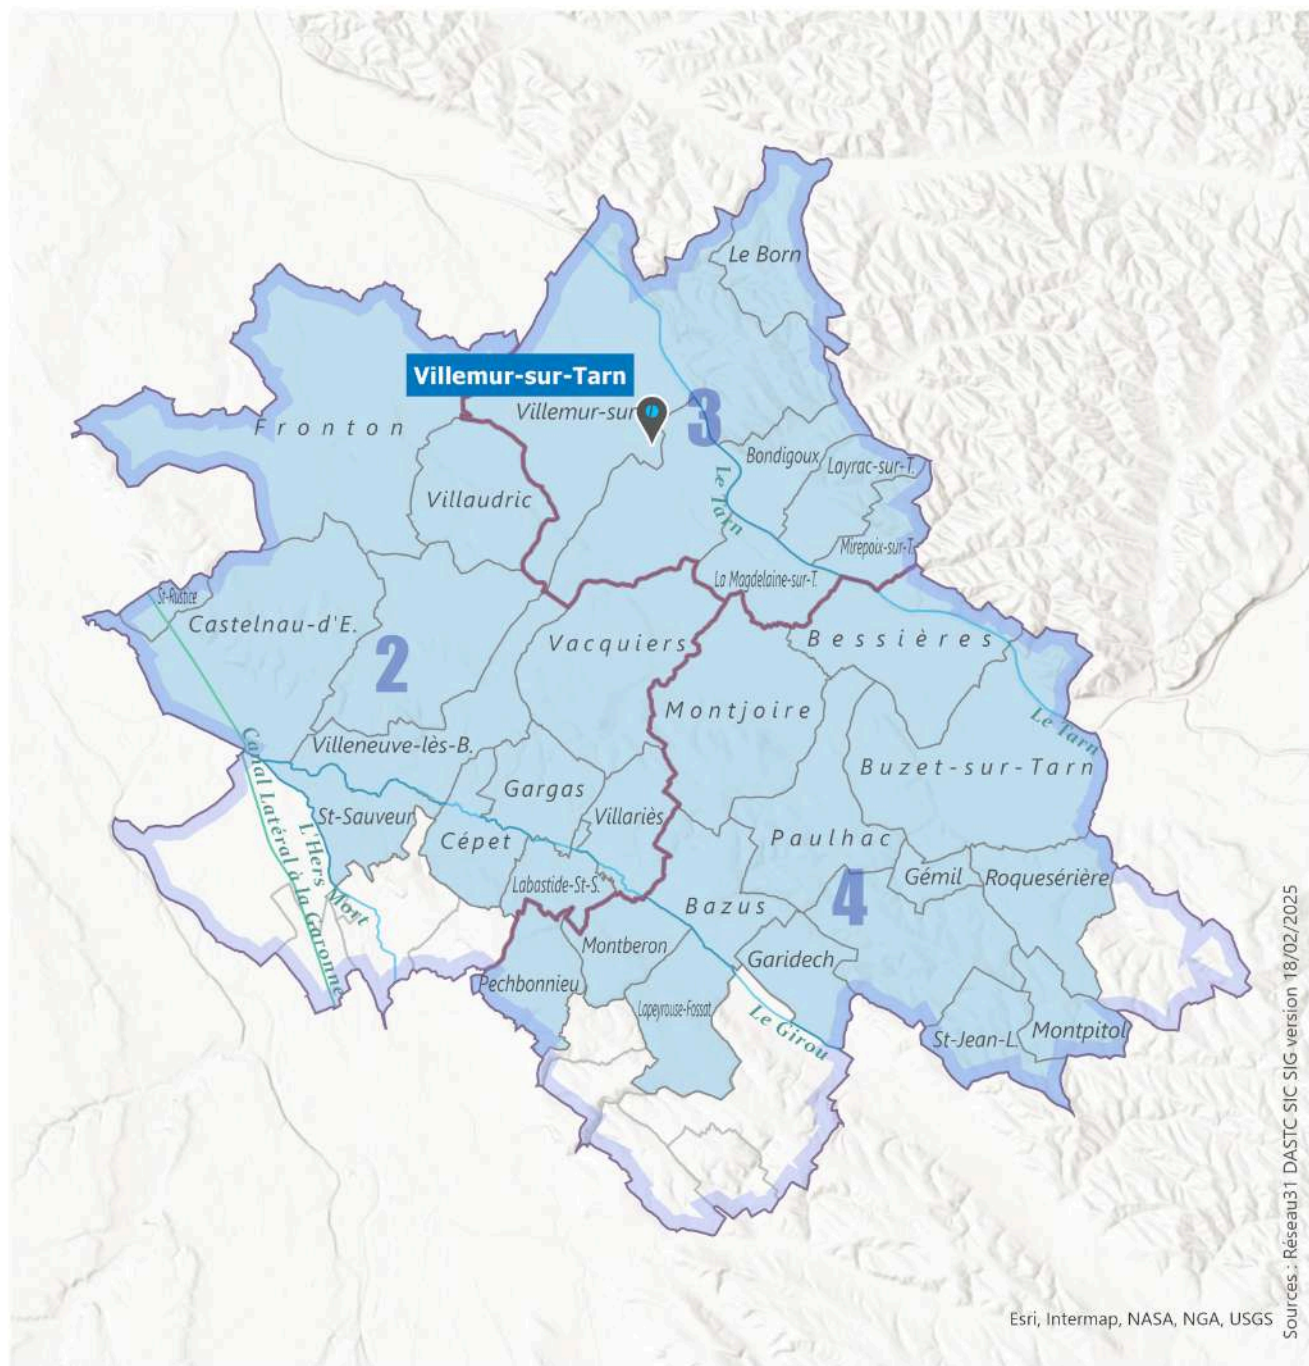 Le Born
Villemur-sur-Tarn
Villemur-sur
3
Fronton
Villaudric
Bondigoux
Layrac-sur-T.
Le Tarn
Mirepoix-sur-T.
La Magdelaine-sur-T.
St-Rustice
Castelnau-d'E.
2
Vacquiers
Bessières
Montjoire
Le Tarn
Villeneuve-lès-B.
Buzet-sur-Tarn
Canal Latéral à la Garonne
Gargas
St-Sauveur
Villariès
L'Hers Mort
Cépet
Paulhac
Labastide-St-S.
Gémil
Roquesérière
4
Bazus
Montberon
Garidech
Pechbonnieu
Lapeyrouse-Fossat
Le Girou
St-Jean-L.
Montpitol
Sources : Réseau31 DASTC SIC SIG version 18/02/2025
Esri, Intermap, NASA, NGA, USGS